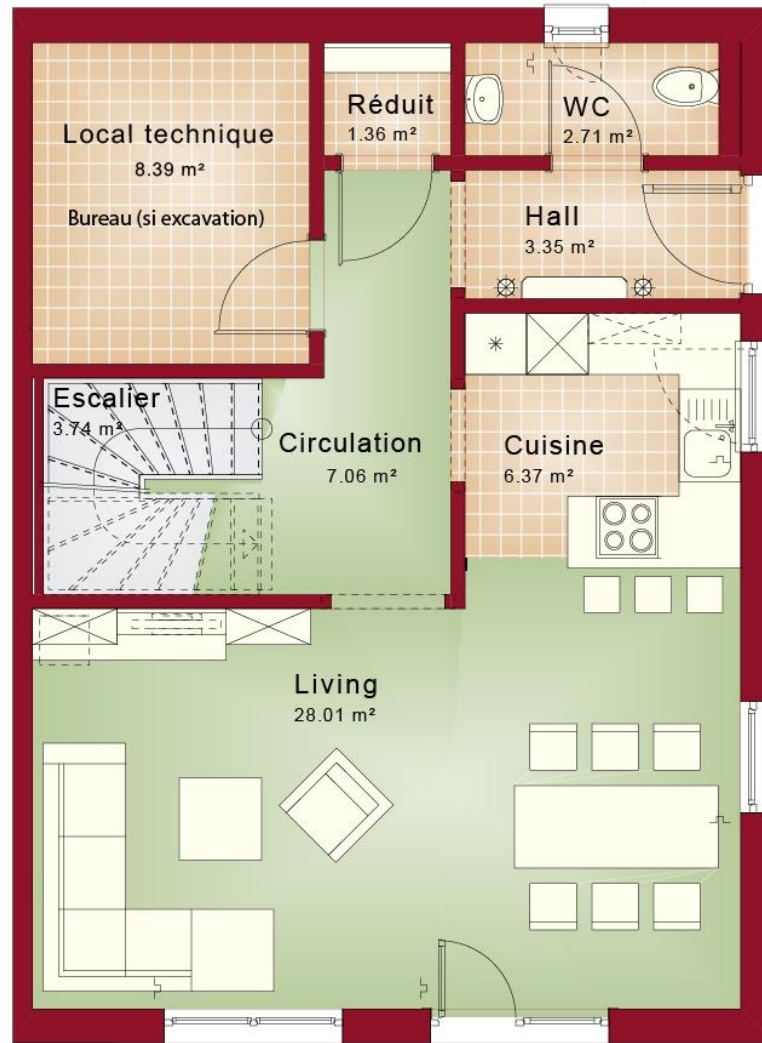 Local technique
8.39 m²
Bureau (si excavation)
Réduit
1.36 m²
WC
2.71 m²
Hall
3.35 m²
Escalier
3.74 m²
Circulation
7.06 m²
Cuisine
6.37 m²
Living
28.01 m²